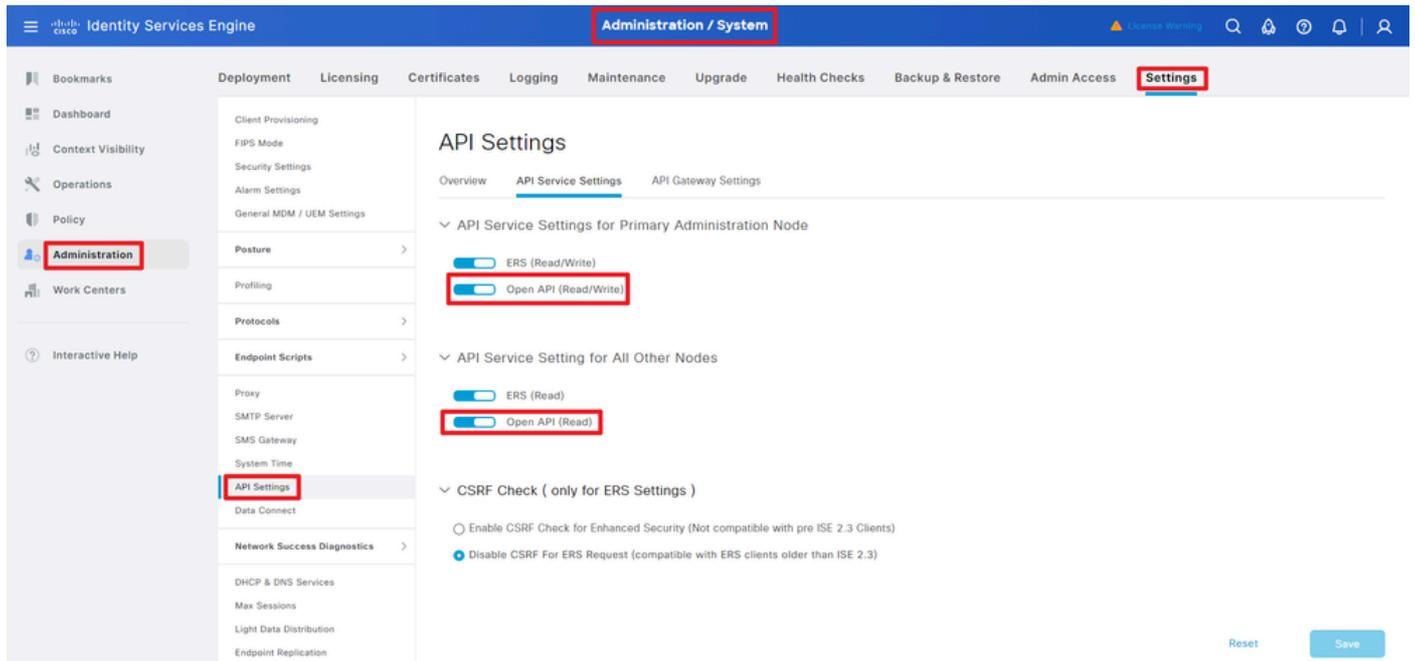 cisco Identity Services Engine
Administration / System
License Warning
Bookmarks
Dashboard
Context Visibility
Operations
Policy
Administration
Work Centers
Interactive Help
Deployment Licensing Certificates Logging Maintenance Upgrade Health Checks Backup & Restore Admin Access Settings
Client Provisioning
FIPS Mode
Security Settings
Alarm Settings
General MDM / UEM Settings
Posture
Profiling
Protocols
Endpoint Scripts
Proxy
SMTP Server
SMS Gateway
System Time
API Settings
Data Connect
Network Success Diagnostics
DHCP & DNS Services
Max Sessions
Light Data Distribution
Endpoint Replication
API Settings
Overview API Service Settings API Gateway Settings
API Service Settings for Primary Administration Node
ERS (Read/Write)
Open API (Read/Write)
API Service Setting for All Other Nodes
ERS (Read)
Open API (Read)
CSRF Check ( only for ERS Settings )
Enable CSRF Check for Enhanced Security (Not compatible with pre ISE 2.3 Clients)
Disable CSRF For ERS Request (compatible with ERS clients older than ISE 2.3)
Reset Save